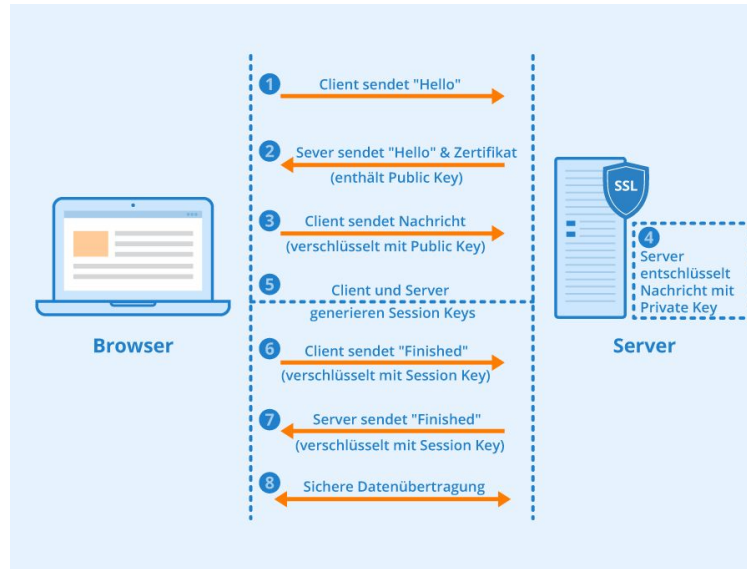 1
Client sendet "Hello"
2
Sever sendet "Hello" & Zertifikat
(enthält Public Key)
3
Client sendet Nachricht
(verschlüsselt mit Public Key)
SSL
4
Server
entschlüsselt
Nachricht mit
Private Key
5
Client und Server
generieren Session Keys
Browser
Server
6
Client sendet "Finished"
(verschlüsselt mit Session Key)
7
Server sendet "Finished"
(verschlüsselt mit Session Key)
8
Sichere Datenübertragung